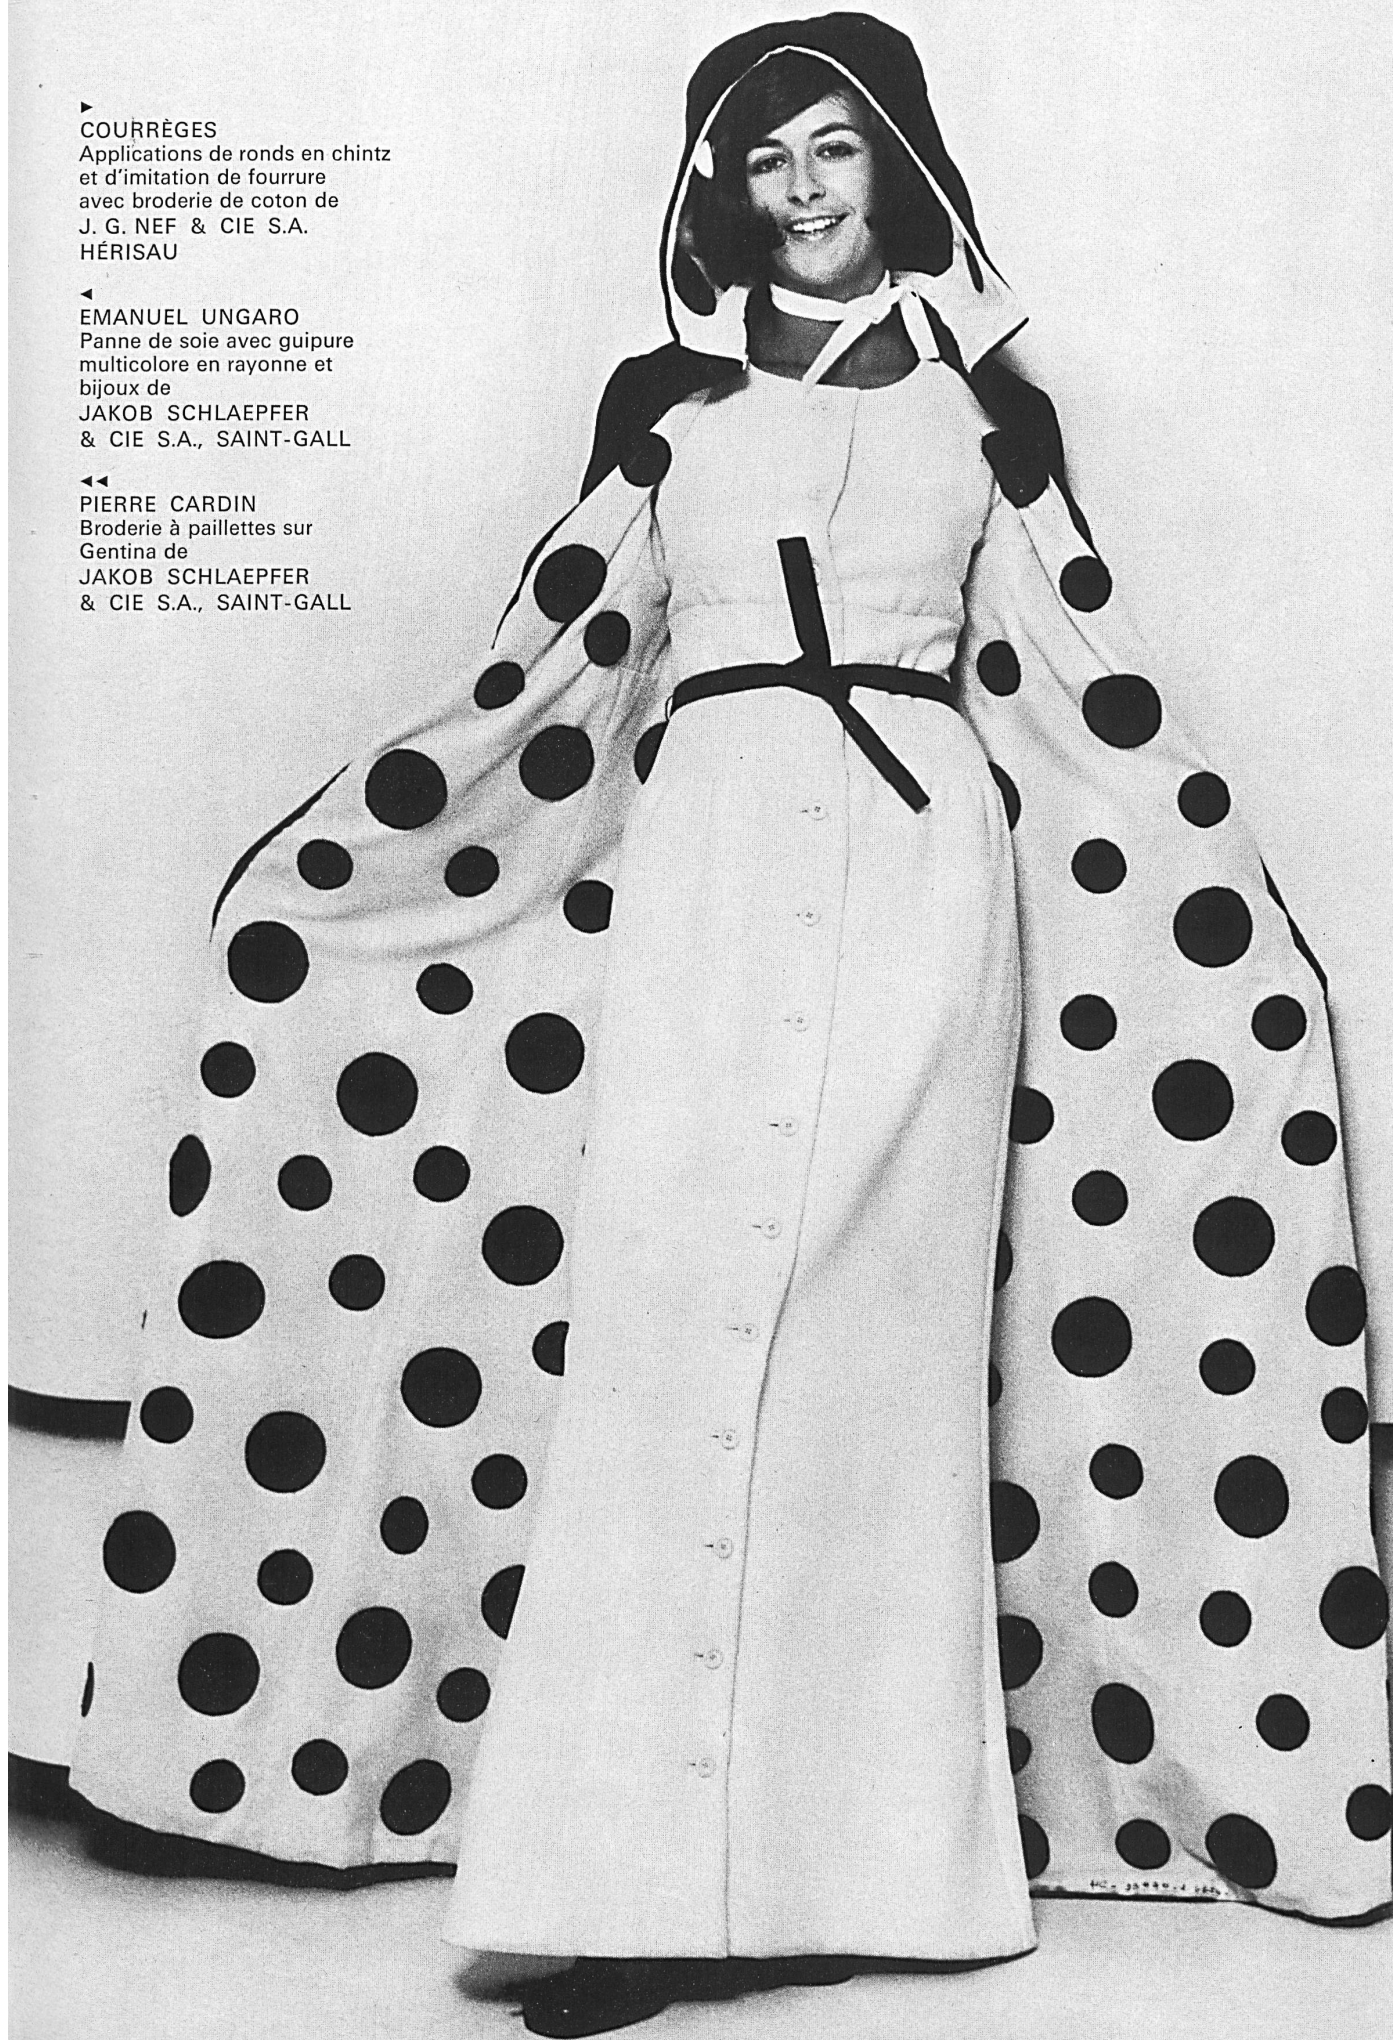 ►
COURRÈGES
Applications de ronds en chintz
et d'imitation de fourrure
avec broderie de coton de
J. G. NEF & CIE S.A.
HÉRISAU
◄
EMANUEL UNGARO
Panne de soie avec guipure
multicolore en rayonne et
bijoux de
JAKOB SCHLAEPFER
& CIE S.A., SAINT-GALL
◄◄
PIERRE CARDIN
Broderie à paillettes sur
Gentina de
JAKOB SCHLAEPFER
& CIE S.A., SAINT-GALL